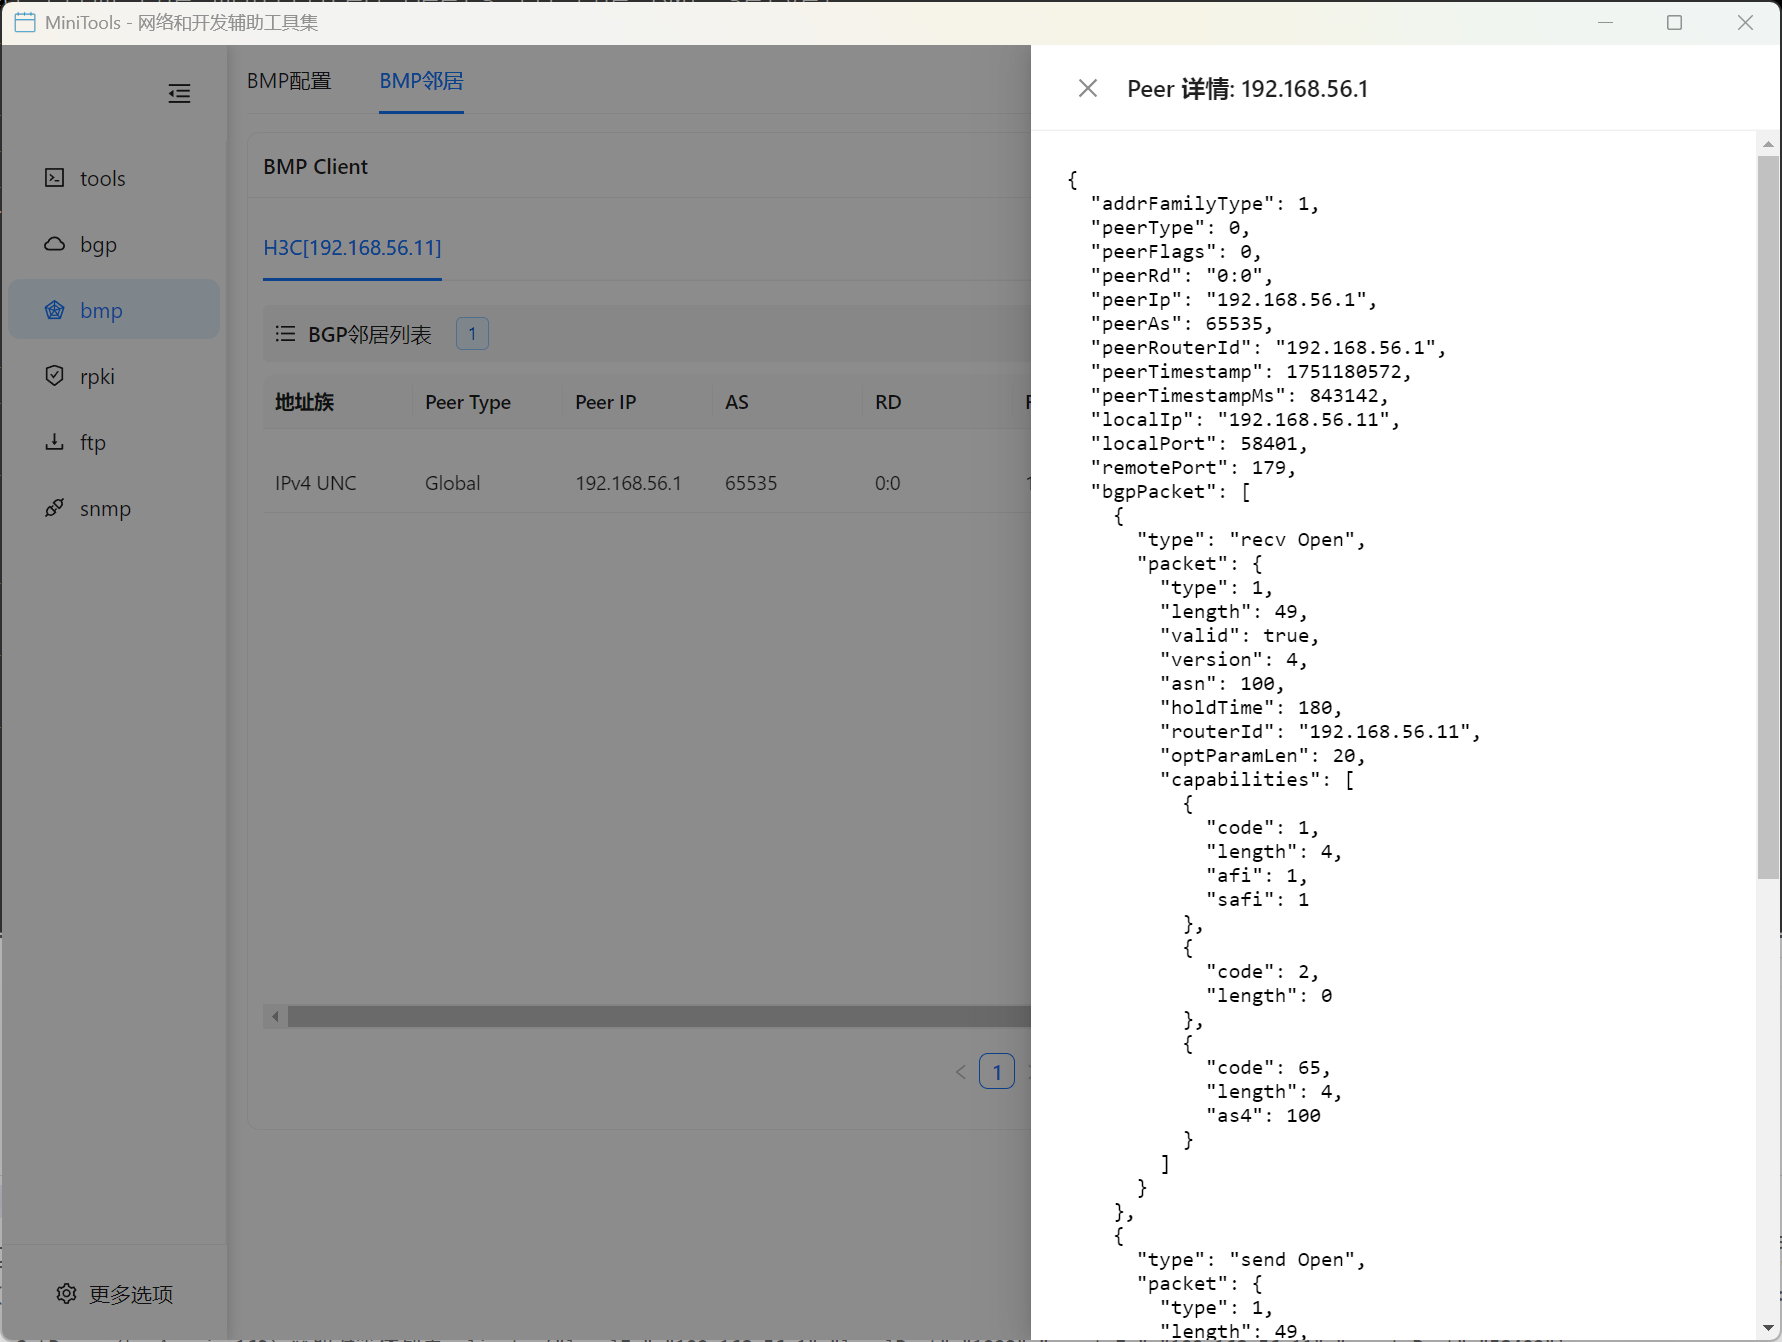 MiniTools - 网络和开发辅助工具集
tools
bgp
bmp
rpki
ftp
snmp
更多选项
BMP配置
BMP邻居
BMP Client
H3C[192.168.56.11]
BGP邻居列表 1
地址族 Peer Type Peer IP AS RD
IPv4 UNC Global 192.168.56.1 65535 0:0
1
Peer 详情: 192.168.56.1
{
"addrFamilyType": 1,
"peerType": 0,
"peerFlags": 0,
"peerRd": "0:0",
"peerIp": "192.168.56.1",
"peerAs": 65535,
"peerRouterId": "192.168.56.1",
"peerTimestamp": 1751180572,
"peerTimestampMs": 843142,
"localIp": "192.168.56.11",
"localPort": 58401,
"remotePort": 179,
"bgpPacket": [
{
"type": "recv Open",
"packet": {
"type": 1,
"length": 49,
"valid": true,
"version": 4,
"asn": 100,
"holdTime": 180,
"routerId": "192.168.56.11",
"optParamLen": 20,
"capabilities": [
{
"code": 1,
"length": 4,
"afi": 1,
"safi": 1
},
{
"code": 2,
"length": 0
},
{
"code": 65,
"length": 4,
"as4": 100
}
]
}
},
{
"type": "send Open",
"packet": {
"type": 1,
"length": 49,